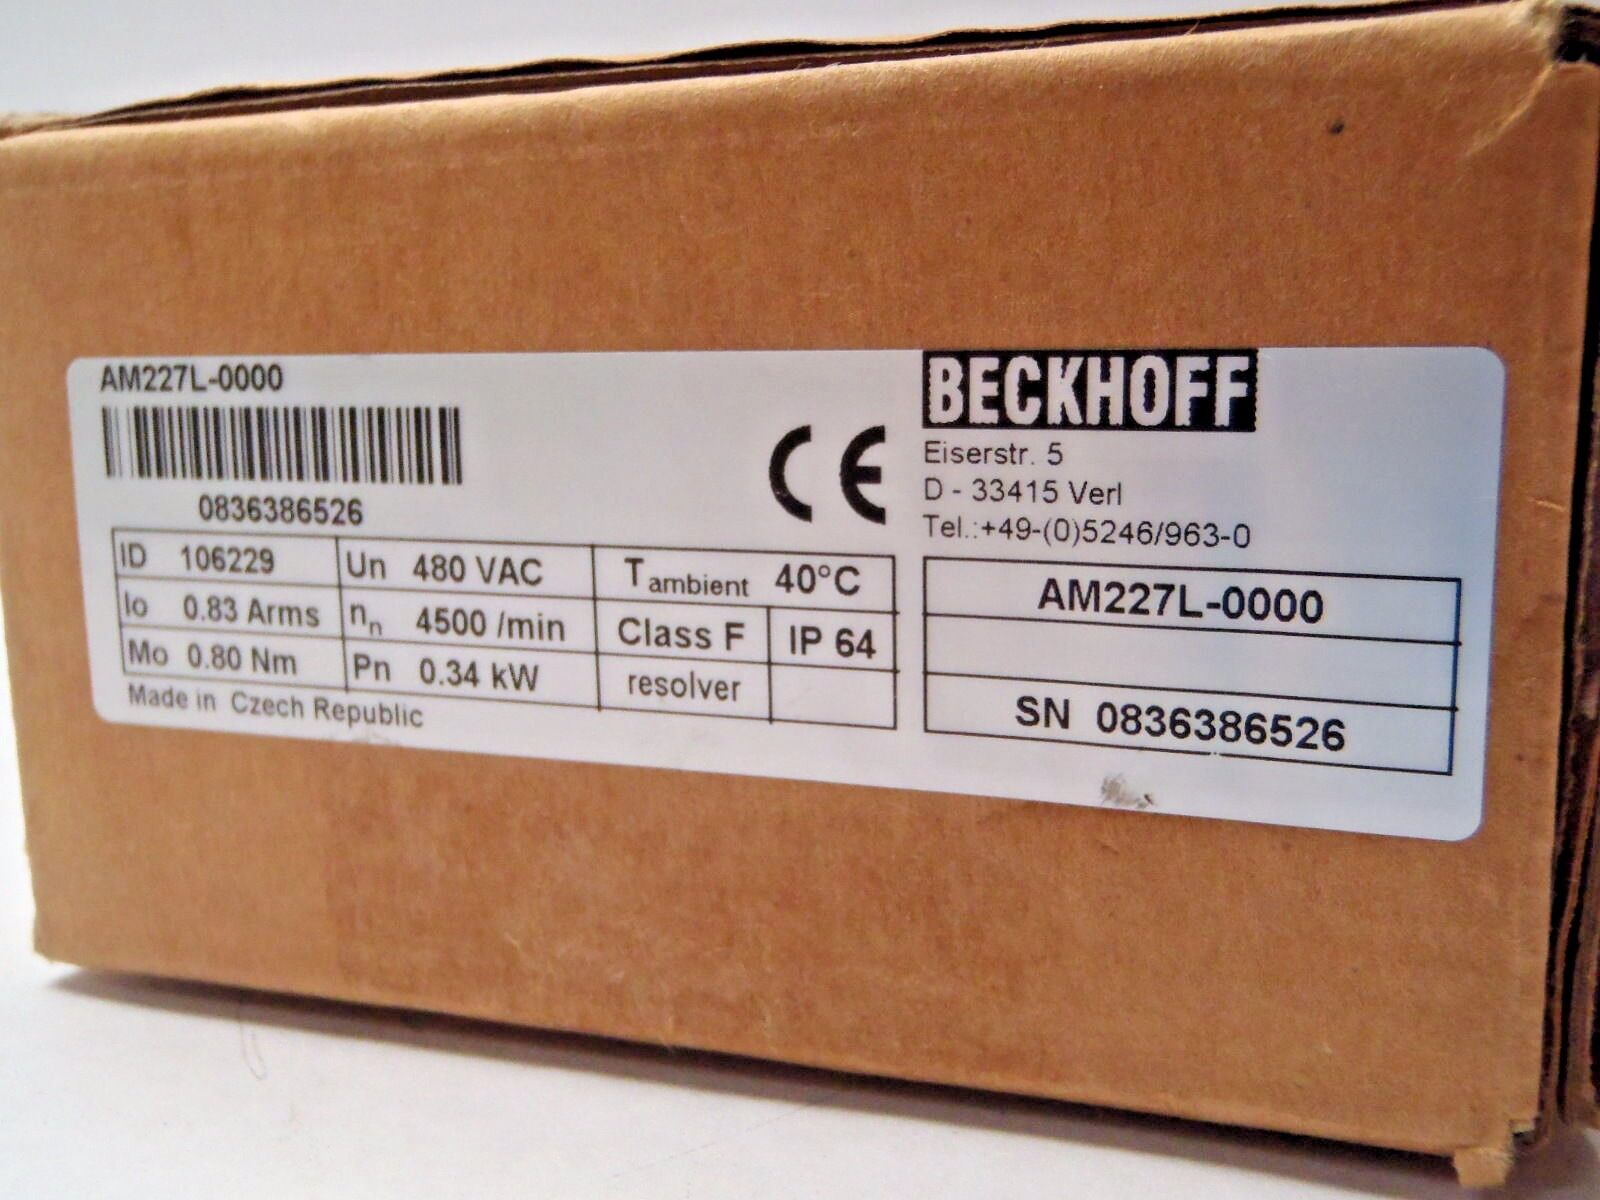 AM227L-0000
0836386526
CE
BECKHOFF
Eiserstr. 5
D - 33415 Verl
Tel.:+49-(0)5246/963-0
ID 106229 Un 480 VAC Tambient 40°C
Io 0.83 Arms nn 4500 /min Class F IP 64
Mo 0.80 Nm Pn 0.34 kW resolver
Made in Czech Republic
AM227L-0000
SN 0836386526